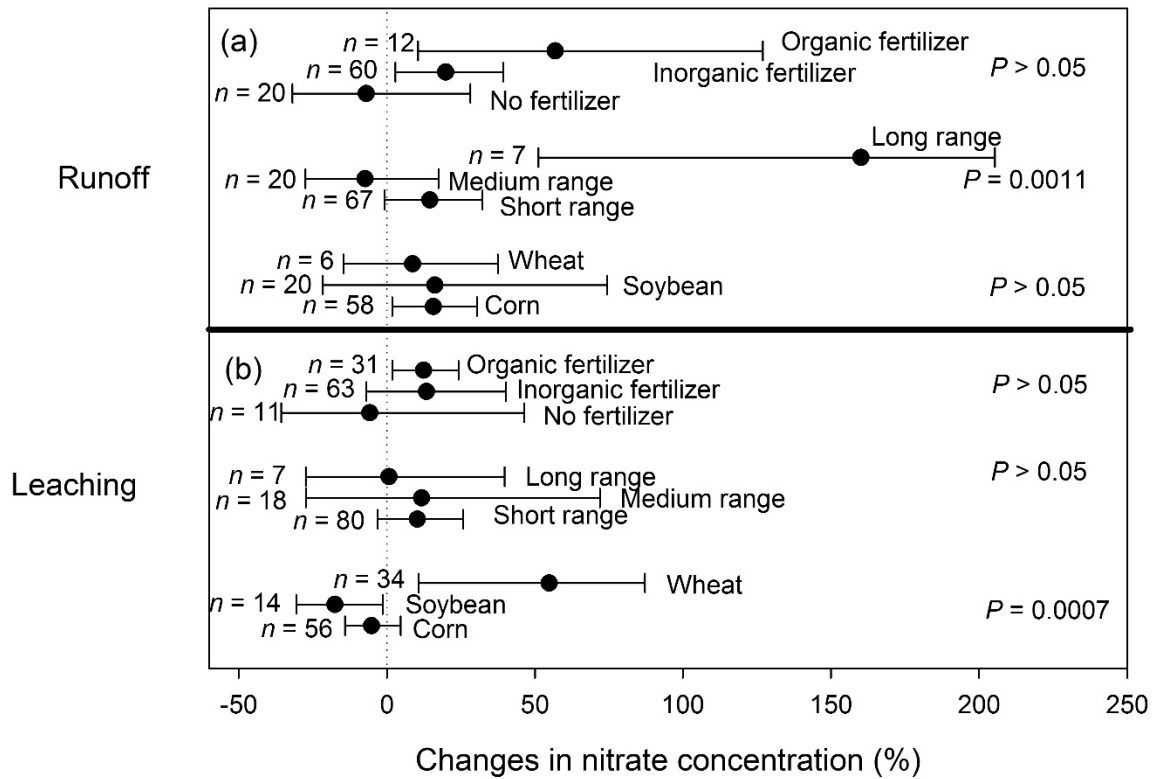 (a)
n = 12 Organic fertilizer
n = 60 Inorganic fertilizer
P > 0.05
n = 20 No fertilizer
Runoff
n = 7 Long range
n = 20 Medium range
P = 0.0011
n = 67 Short range
n = 6 Wheat
n = 20 Soybean
P > 0.05
n = 58 Corn
(b)
n = 31 Organic fertilizer
n = 63 Inorganic fertilizer
P > 0.05
n = 11 No fertilizer
Leaching
n = 7 Long range
P > 0.05
n = 18 Medium range
n = 80 Short range
n = 34 Wheat
n = 14 Soybean
P = 0.0007
n = 56 Corn
-50 0 50 100 150 200 250
Changes in nitrate concentration (%)